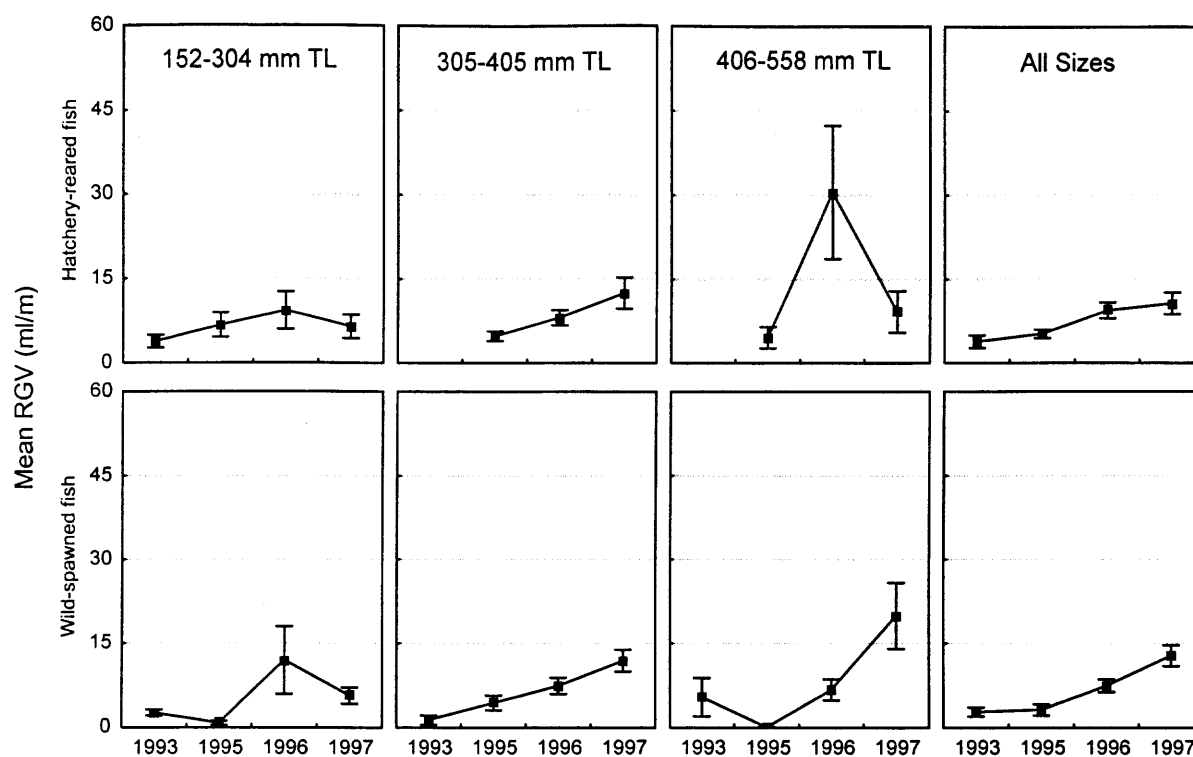 152-304 mm TL
305-405 mm TL
406-558 mm TL
All Sizes
Mean RGV (ml/m)
Hatchery-reared fish
60
45
30
15
0
Wild-spawned fish
60
45
30
15
0
1993 1995 1996 1997
1993 1995 1996 1997
1993 1995 1996 1997
1993 1995 1996 1997